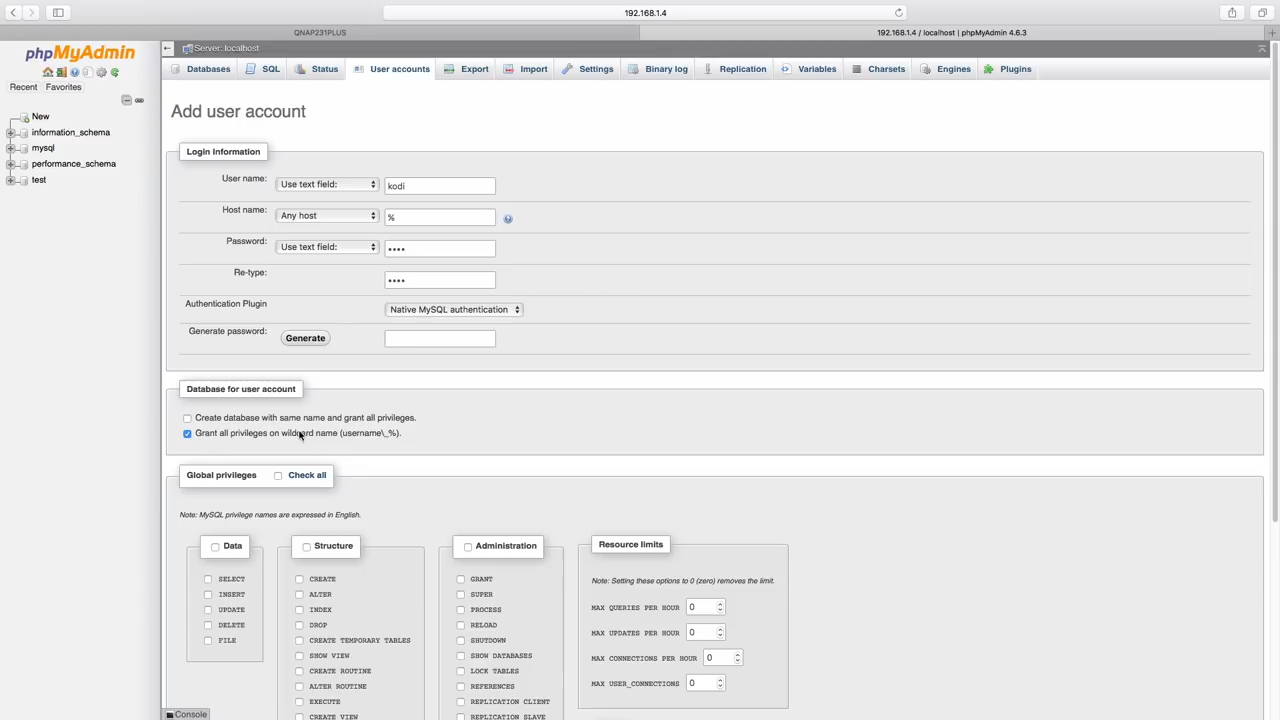 192.168.1.4
QNAP231PLUS
192.168.1.4 / localhost | phpMyAdmin 4.6.3
phpMyAdmin
Recent Favorites
New
information_schema
mysql
performance_schema
test
Server: localhost
Databases SQL Status User accounts Export Import Settings Binary log Replication Variables Charsets Engines Plugins
Add user account
Login Information
User name: Use text field: kodi
Host name: Any host %
Password: Use text field: ••••
Re-type: ••••
Authentication Plugin Native MySQL authentication
Generate password: Generate
Database for user account
Create database with same name and grant all privileges.
Grant all privileges on wildcard name (username\_%).
Global privileges Check all
Note: MySQL privilege names are expressed in English.
Data
SELECT
INSERT
UPDATE
DELETE
FILE
Structure
CREATE
ALTER
INDEX
DROP
CREATE TEMPORARY TABLES
SHOW VIEW
CREATE ROUTINE
ALTER ROUTINE
EXECUTE
CREATE VIEW
Administration
GRANT
SUPER
PROCESS
RELOAD
SHUTDOWN
SHOW DATABASES
LOCK TABLES
REFERENCES
REPLICATION CLIENT
REPLICATION SLAVE
Resource limits
Note: Setting these options to 0 (zero) removes the limit.
MAX QUERIES PER HOUR 0
MAX UPDATES PER HOUR 0
MAX CONNECTIONS PER HOUR 0
MAX USER_CONNECTIONS 0
Console